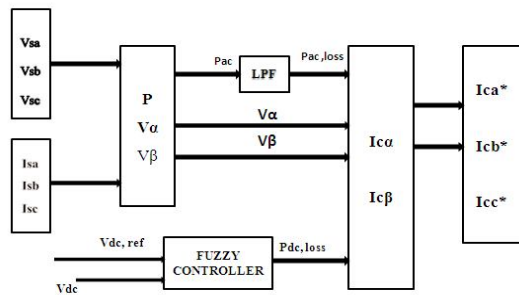 Vsa
Vsb
Vsc
Isa
Isb
Isc
P
Vα
Vβ
Pac
LPF
Pac,loss
Vα
Vβ
Vdc, ref
Vdc
FUZZY
CONTROLLER
Pdc, loss
Icα
Icβ
Ica*
Icb*
Icc*